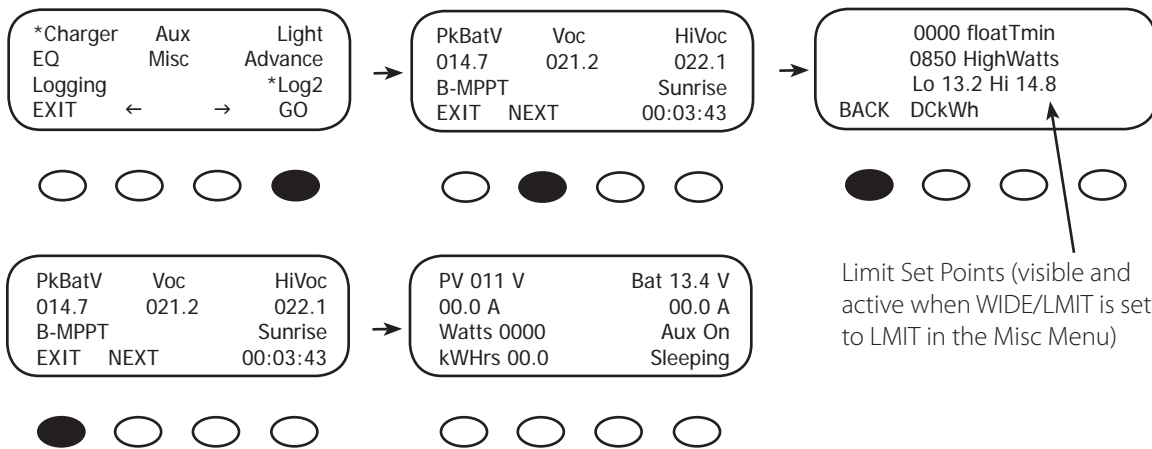 *Charger Aux Light
EQ Misc Advance
Logging *Log2
EXIT ← → GO
PkBatV Voc HiVoc
014.7 021.2 022.1
B-MPPT Sunrise
EXIT NEXT 00:03:43
0000 floatTmin
0850 HighWatts
Lo 13.2 Hi 14.8
BACK DCkWh
PkBatV Voc HiVoc
014.7 021.2 022.1
B-MPPT Sunrise
EXIT NEXT 00:03:43
PV 011 V Bat 13.4 V
00.0 A 00.0 A
Watts 0000 Aux On
kWHrs 00.0 Sleeping
Limit Set Points (visible and
active when WIDE/LMIT is set
to LMIT in the Misc Menu)